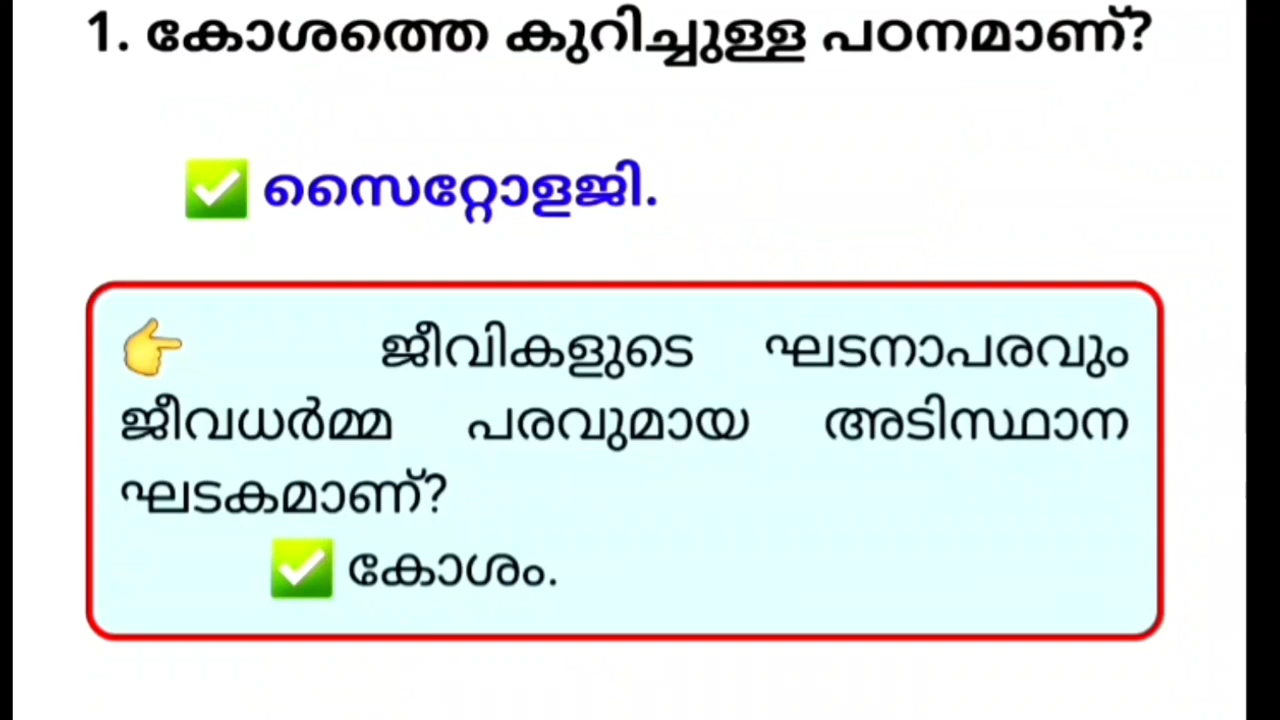 1. കോശത്തെ കുറിച്ചുള്ള പഠനമാണ്?
✅ സൈറ്റോളജി.
👉 ജീവികളുടെ ഘടനാപരവും
ജീവധർമ്മ പരവുമായ അടിസ്ഥാന
ഘടകമാണ്?
✅ കോശം.